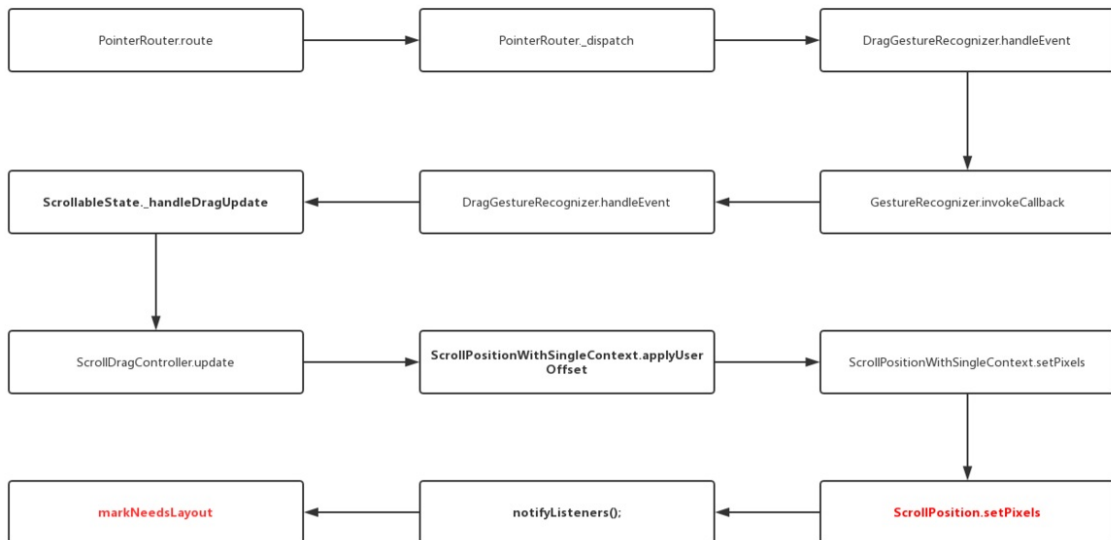 PointerRouter.route
PointerRouter._dispatch
DragGestureRecognizer.handleEvent
GestureRecognizer.invokeCallback
DragGestureRecognizer.handleEvent
ScrollableState._handleDragUpdate
ScrollDragController.update
ScrollPositionWithSingleContext.applyUser
Offset
ScrollPositionWithSingleContext.setPixels
ScrollPosition.setPixels
notifyListeners();
markNeedsLayout